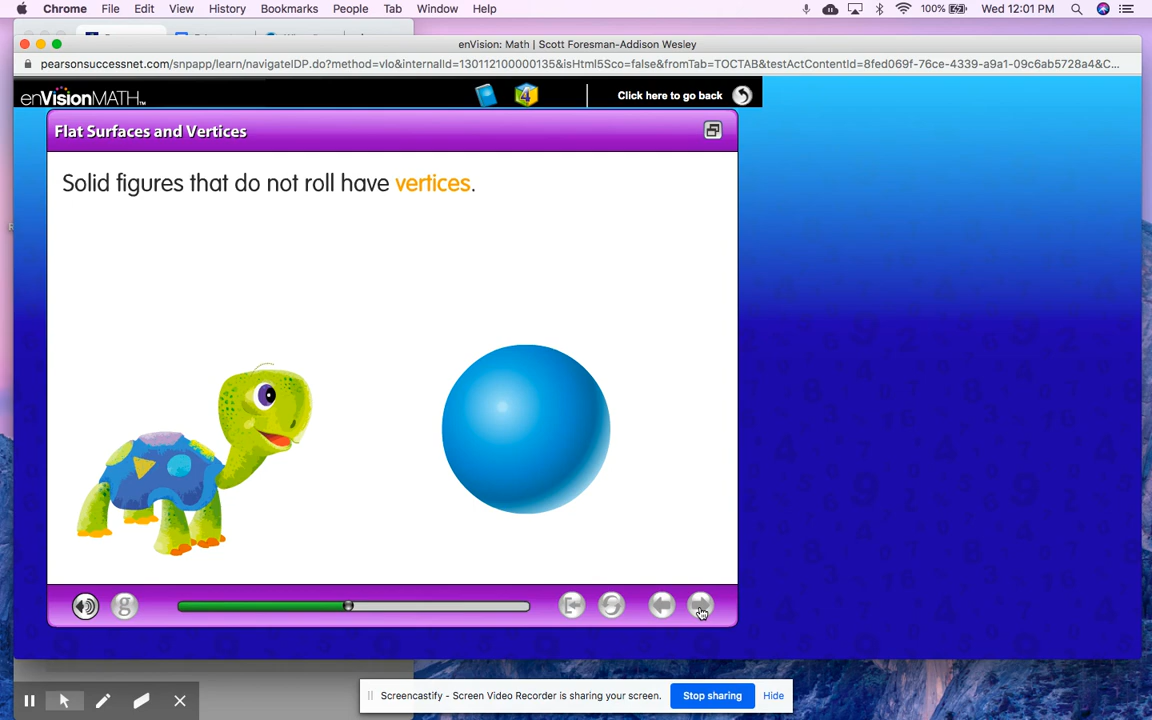 Chrome File Edit View History Bookmarks People Tab Window Help 100% Wed 12:01 PM
enVision: Math | Scott Foresman-Addison Wesley
pearsonsuccessnet.com/snpapp/learn/navigateIDP.do?method=vlo&internalId=130112100000135&isHtml5Sco=false&fromTab=TOCTAB&testActContentId=8fed069f-76ce-4339-a9a1-09c6ab5728a4&C...
enVisionMATH™ 4 Click here to go back
Flat Surfaces and Vertices
Solid figures that do not roll have vertices.
g
Screencastify - Screen Video Recorder is sharing your screen. Stop sharing Hide